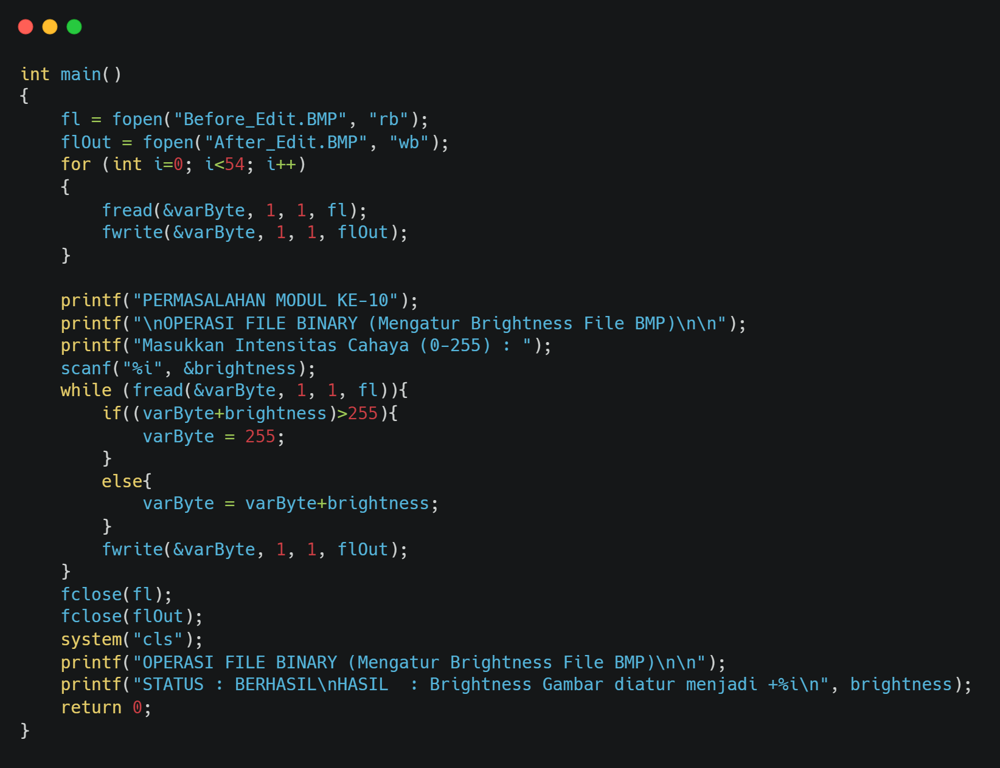 int main()
{
    fl = fopen("Before_Edit.BMP", "rb");
    flOut = fopen("After_Edit.BMP", "wb");
    for (int i=0; i<54; i++)
    {
        fread(&varByte, 1, 1, fl);
        fwrite(&varByte, 1, 1, flOut);
    }

    printf("PERMASALAHAN MODUL KE-10");
    printf("\nOPERASI FILE BINARY (Mengatur Brightness File BMP)\n\n");
    printf("Masukkan Intensitas Cahaya (0-255) : ");
    scanf("%i", &brightness);
    while (fread(&varByte, 1, 1, fl)){
        if((varByte+brightness)>255){
            varByte = 255;
        }
        else{
            varByte = varByte+brightness;
        }
        fwrite(&varByte, 1, 1, flOut);
    }
    fclose(fl);
    fclose(flOut);
    system("cls");
    printf("OPERASI FILE BINARY (Mengatur Brightness File BMP)\n\n");
    printf("STATUS : BERHASIL\nHASIL  : Brightness Gambar diatur menjadi +%i\n", brightness);
    return 0;
}